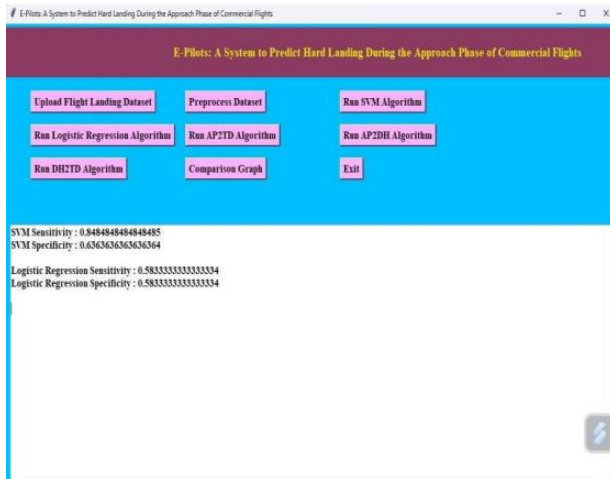 E-Pilots: A System to Predict Hard Landing During the Approach Phase of Commercial Flights
E-Pilots: A System to Predict Hard Landing During the Approach Phase of Commercial Flights
Upload Flight Landing Dataset Preprocess Dataset Run SVM Algorithm
Run Logistic Regression Algorithm Run AP2TD Algorithm Run AP2DH Algorithm
Run DH2TD Algorithm Comparison Graph Exit
SVM Sensitivity : 0.8484848484848485
SVM Specificity : 0.6363636363636364
Logistic Regression Sensitivity : 0.5833333333333334
Logistic Regression Specificity : 0.5833333333333334